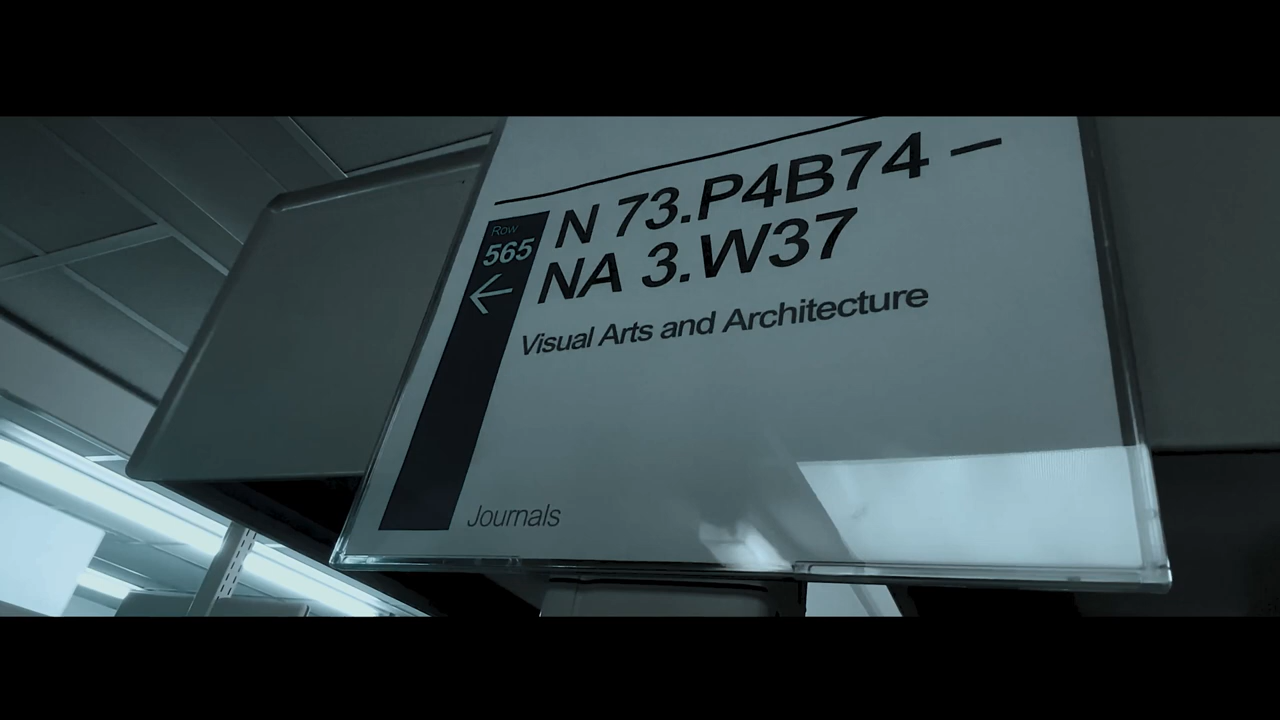 Row
565
←
N 73.P4B74 –
NA 3.W37
Visual Arts and Architecture
Journals